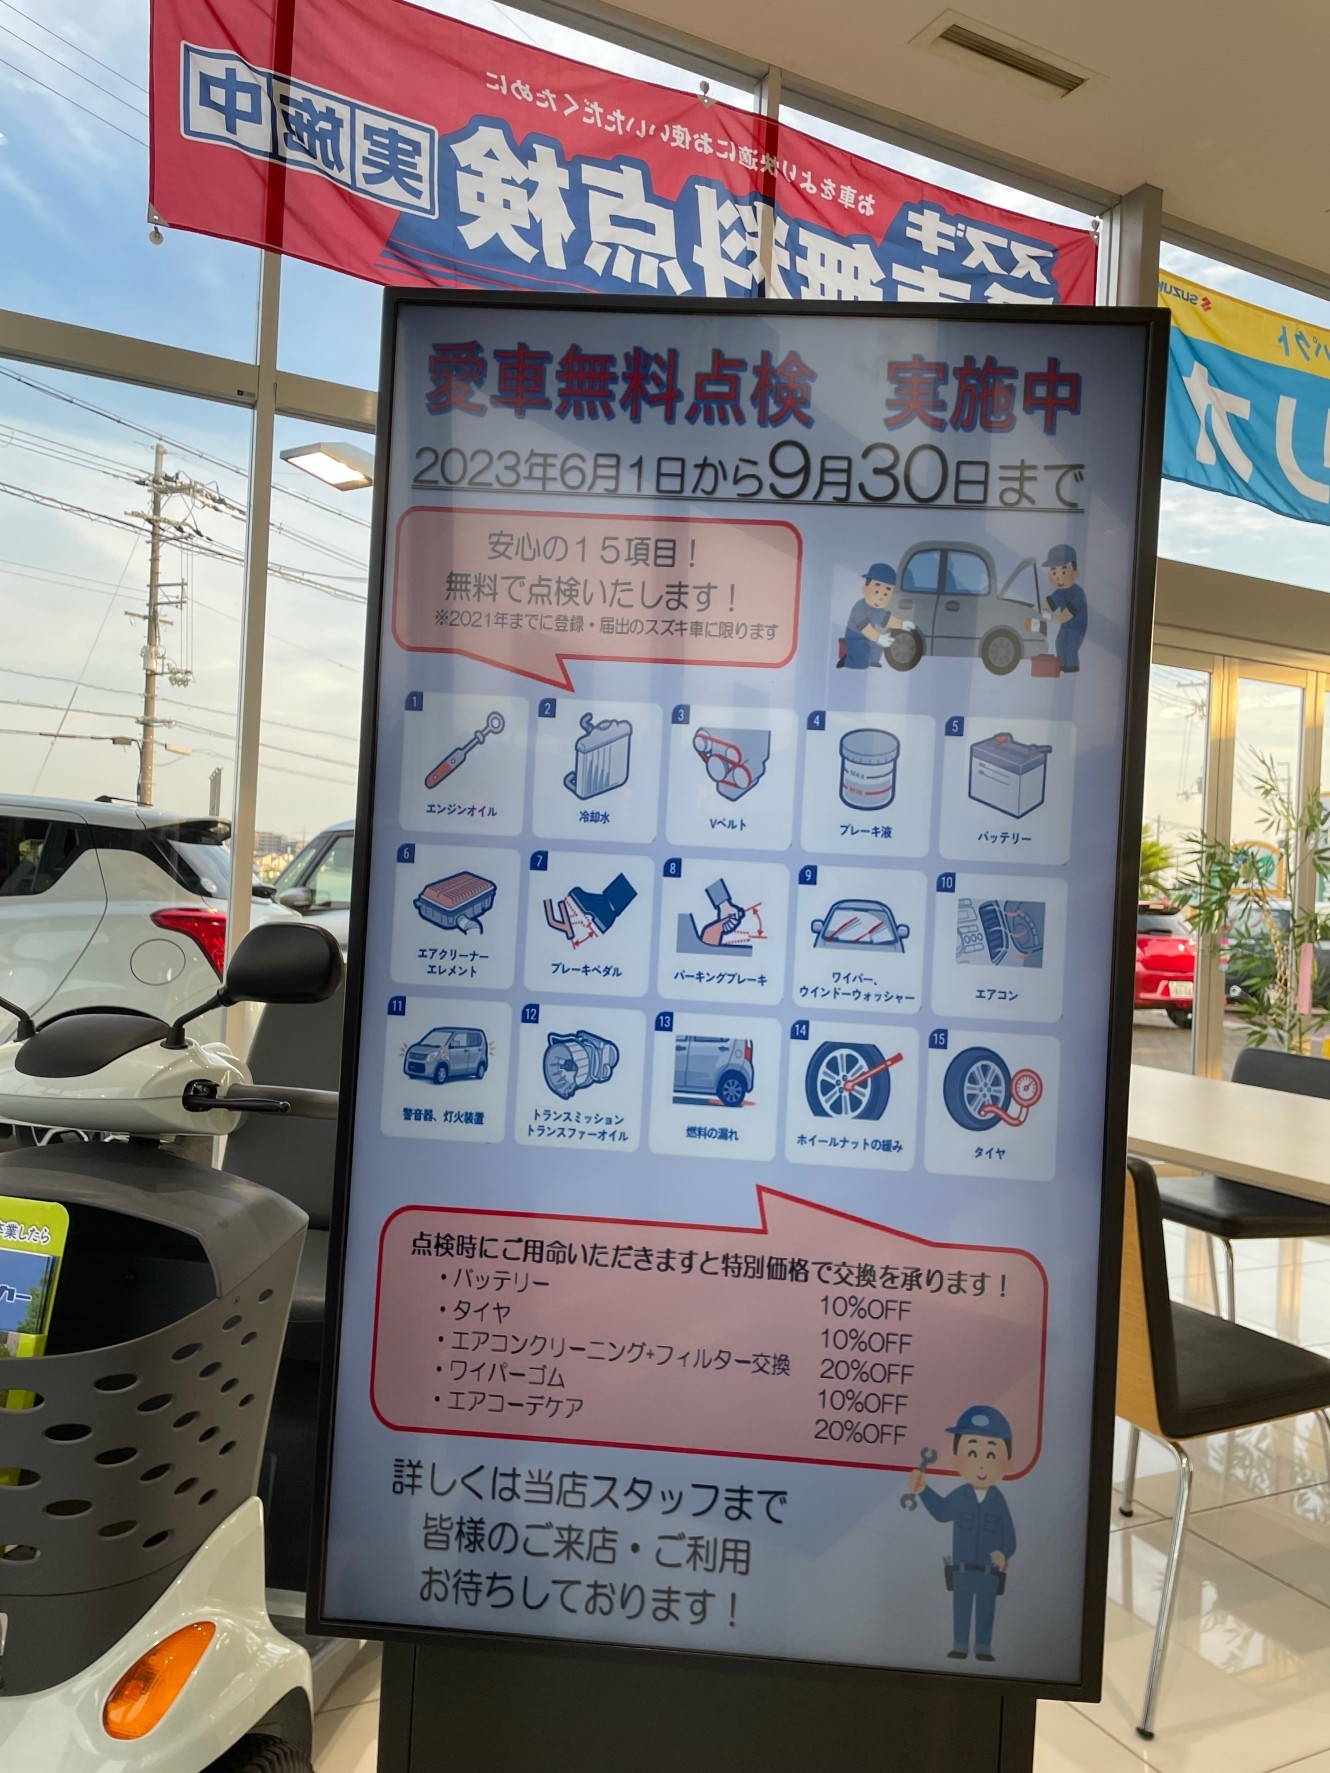 お車をよい快適にお使いいただくために
スズキ
無料点検
実施中
SUZUKI
愛車無料点検 実施中
2023年6月1日から9月30日まで
安心の15項目！
無料で点検いたします！
※2021年までに登録・届出のスズキ車に限ります
1
エンジンオイル
2
冷却水
3
Vベルト
4
ブレーキ液
5
バッテリー
6
エアクリーナー
エレメント
7
ブレーキペダル
8
パーキングブレーキ
9
ワイパー、
ウインドーウォッシャー
10
エアコン
11
警音器、灯火装置
12
トランスミッション
トランスファーオイル
13
燃料の漏れ
14
ホイールナットの緩み
15
タイヤ
点検時にご用命いただきますと特別価格で交換を承ります！
・バッテリー 10%OFF
・タイヤ 10%OFF
・エアコンクリーニング+フィルター交換 20%OFF
・ワイパーゴム 10%OFF
・エアコーデケア 20%OFF
詳しくは当店スタッフまで
皆様のご来店・ご利用
お待ちしております！
業したら